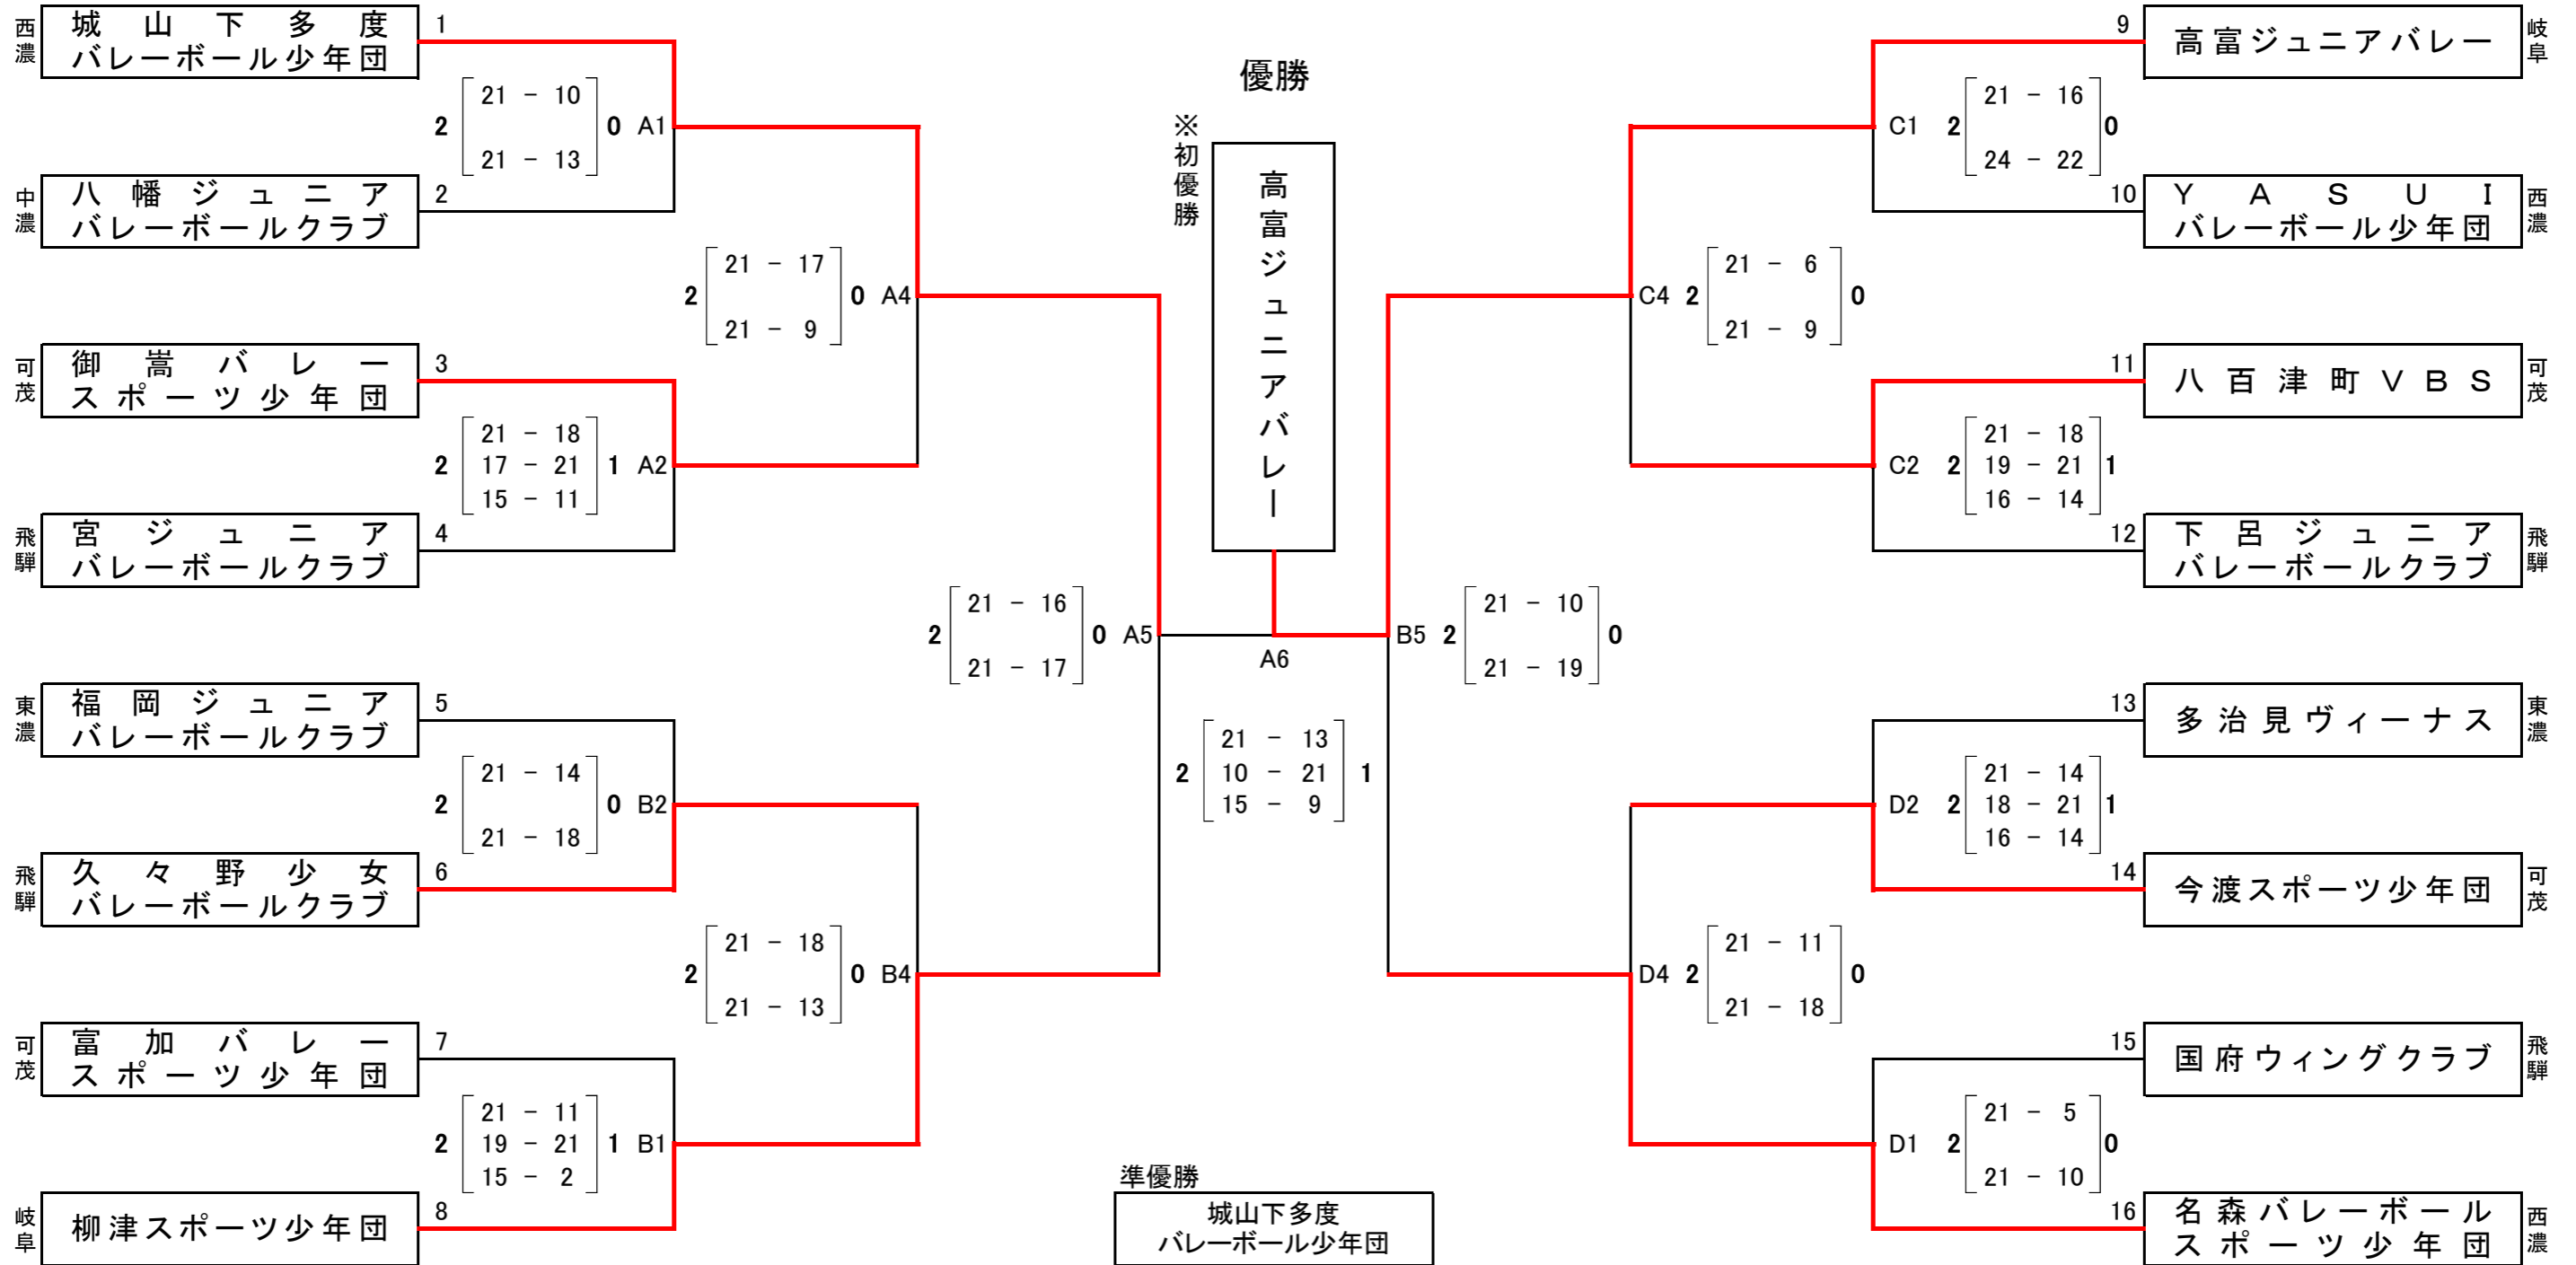 西濃
城山下多度
バレーボール少年団
1
2
21 - 10
21 - 13
0
A1
中濃
八幡ジュニア
バレーボールクラブ
2
2
21 - 17
21 - 9
0
A4
可茂
御嵩バレー
スポーツ少年団
3
2
21 - 18
17 - 21
15 - 11
1
A2
飛騨
宮ジュニア
バレーボールクラブ
4
2
21 - 16
21 - 17
0
A5
東濃
福岡ジュニア
バレーボールクラブ
5
2
21 - 14
21 - 18
0
B2
飛騨
久々野少女
バレーボールクラブ
6
2
21 - 18
21 - 13
0
B4
可茂
富加バレー
スポーツ少年団
7
2
21 - 11
19 - 21
15 - 2
1
B1
岐阜
柳津スポーツ少年団
8
優勝
※初優勝
高富ジュニアバレー
A6
2
21 - 13
10 - 21
15 - 9
1
準優勝
城山下多度
バレーボール少年団
9
高富ジュニアバレー
岐阜
C1
2
21 - 16
24 - 22
0
10
YASUI
バレーボール少年団
西濃
C4
2
21 - 6
21 - 9
0
11
八百津町VBS
可茂
C2
2
21 - 18
19 - 21
16 - 14
1
12
下呂ジュニア
バレーボールクラブ
飛騨
B5
2
21 - 10
21 - 19
0
13
多治見ヴィーナス
東濃
D2
2
21 - 14
18 - 21
16 - 14
1
14
今渡スポーツ少年団
可茂
D4
2
21 - 11
21 - 18
0
15
国府ウィングクラブ
飛騨
D1
2
21 - 5
21 - 10
0
16
名森バレーボール
スポーツ少年団
西濃